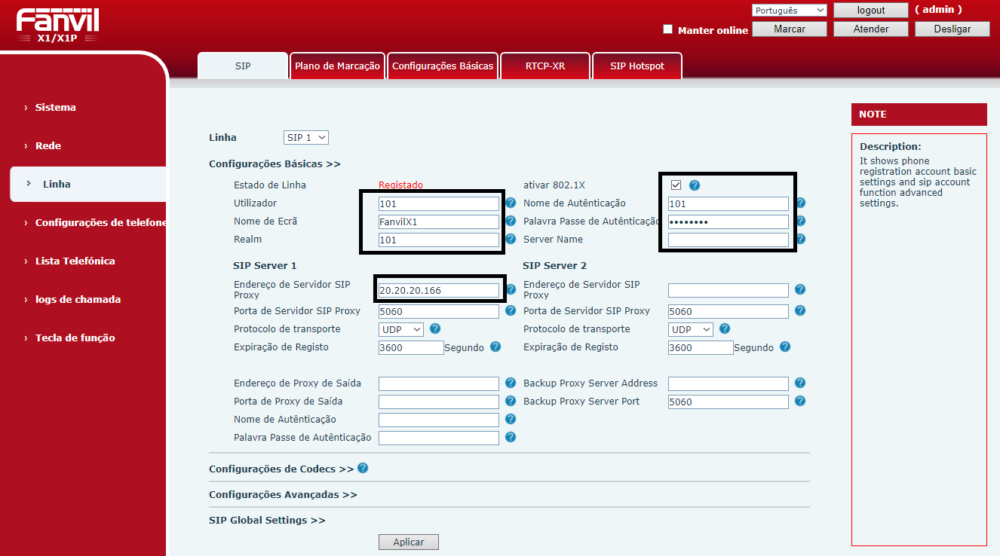 Fanvil
X1/X1P
Português
logout
( admin )
Manter online
Marcar
Atender
Desligar
SIP
Plano de Marcação
Configurações Básicas
RTCP-XR
SIP Hotspot
› Sistema
› Rede
Linha
› Configurações de telefone
› Lista Telefónica
› logs de chamada
› Tecla de função
Linha SIP 1
Configurações Básicas >>
Estado de Linha Registado ativar 802.1X ?
Utilizador 101 ? Nome de Autênticação 101 ?
Nome de Ecrã FanvilX1 ? Palavra Passe de Autênticação •••••••• ?
Realm 101 ? Server Name ?
SIP Server 1 SIP Server 2
Endereço de Servidor SIP
Proxy 20.20.20.166 ?
Endereço de Servidor SIP
Proxy ?
Porta de Servidor SIP Proxy 5060 ? Porta de Servidor SIP Proxy 5060 ?
Protocolo de transporte UDP ? Protocolo de transporte UDP ?
Expiração de Registo 3600 Segundo ? Expiração de Registo 3600 Segundo ?
Endereço de Proxy de Saída ? Backup Proxy Server Address ?
Porta de Proxy de Saída ? Backup Proxy Server Port 5060 ?
Nome de Autênticação ?
Palavra Passe de Autênticação ?
Configurações de Codecs >> ?
Configurações Avançadas >>
SIP Global Settings >>
Aplicar
NOTE
Description:
It shows phone
registration account basic
settings and sip account
function advanced
settings.